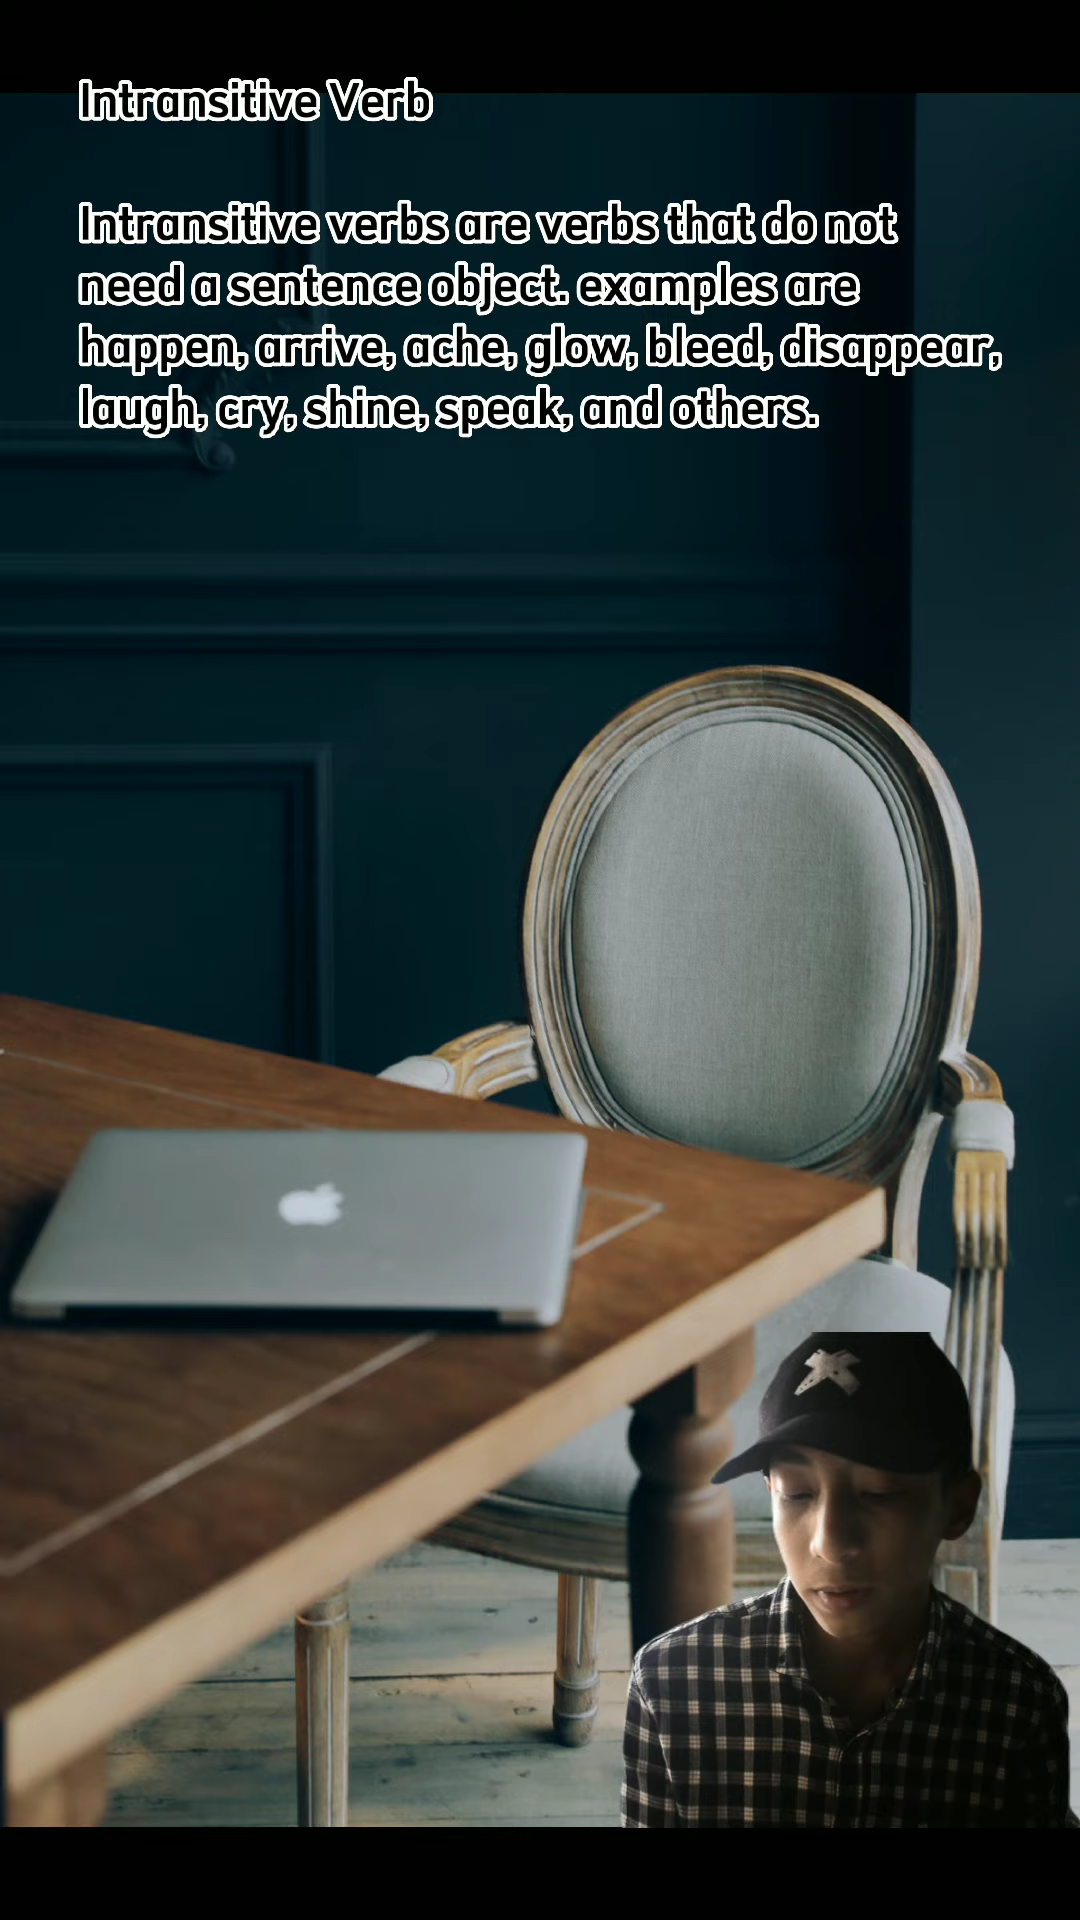 Intransitive Verb
Intransitive verbs are verbs that do not
need a sentence object. examples are
happen, arrive, ache, glow, bleed, disappear,
laugh, cry, shine, speak, and others.